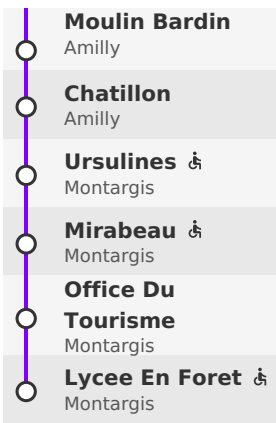 Moulin Bardin
Amilly
Chatillon
Amilly
Ursulines
Montargis
Mirabeau
Montargis
Office Du
Tourisme
Montargis
Lycee En Foret
Montargis